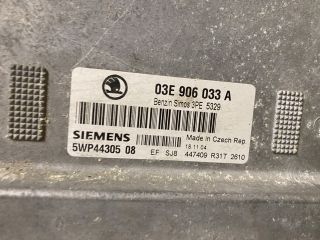 03E 906 033 A
Benzin Simos 3PE 5329
SIEMENS
Made in Czech Rep
5WP44305 08
18.11.04
EF SJ8 447409 R31T 2610